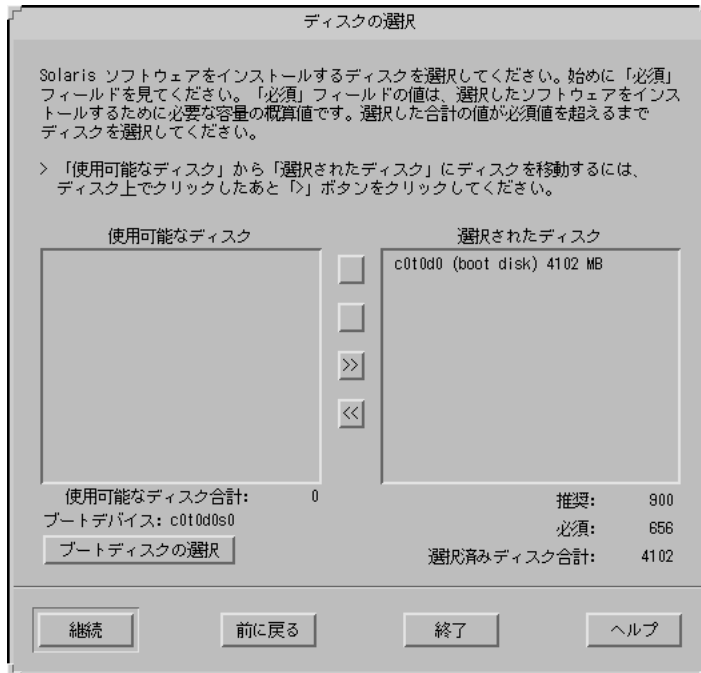 ディスクの選択
Solaris ソフトウェアをインストールするディスクを選択してください。始めに「必須」
フィールドを見てください。「必須」フィールドの値は、選択したソフトウェアをインス
トールするために必要な容量の概算値です。選択した合計の値が必須値を超えるまで
ディスクを選択してください。
> 「使用可能なディスク」から「選択されたディスク」にディスクを移動するには、
ディスク上でクリックしたあと「>」ボタンをクリックしてください。
使用可能なディスク
選択されたディスク
c0t0d0 (boot disk) 4102 MB
>>
<<
使用可能なディスク合計: 0
ブートデバイス: c0t0d0s0
ブートディスクの選択
推奨: 900
必須: 656
選択済みディスク合計: 4102
継続
前に戻る
終了
ヘルプ